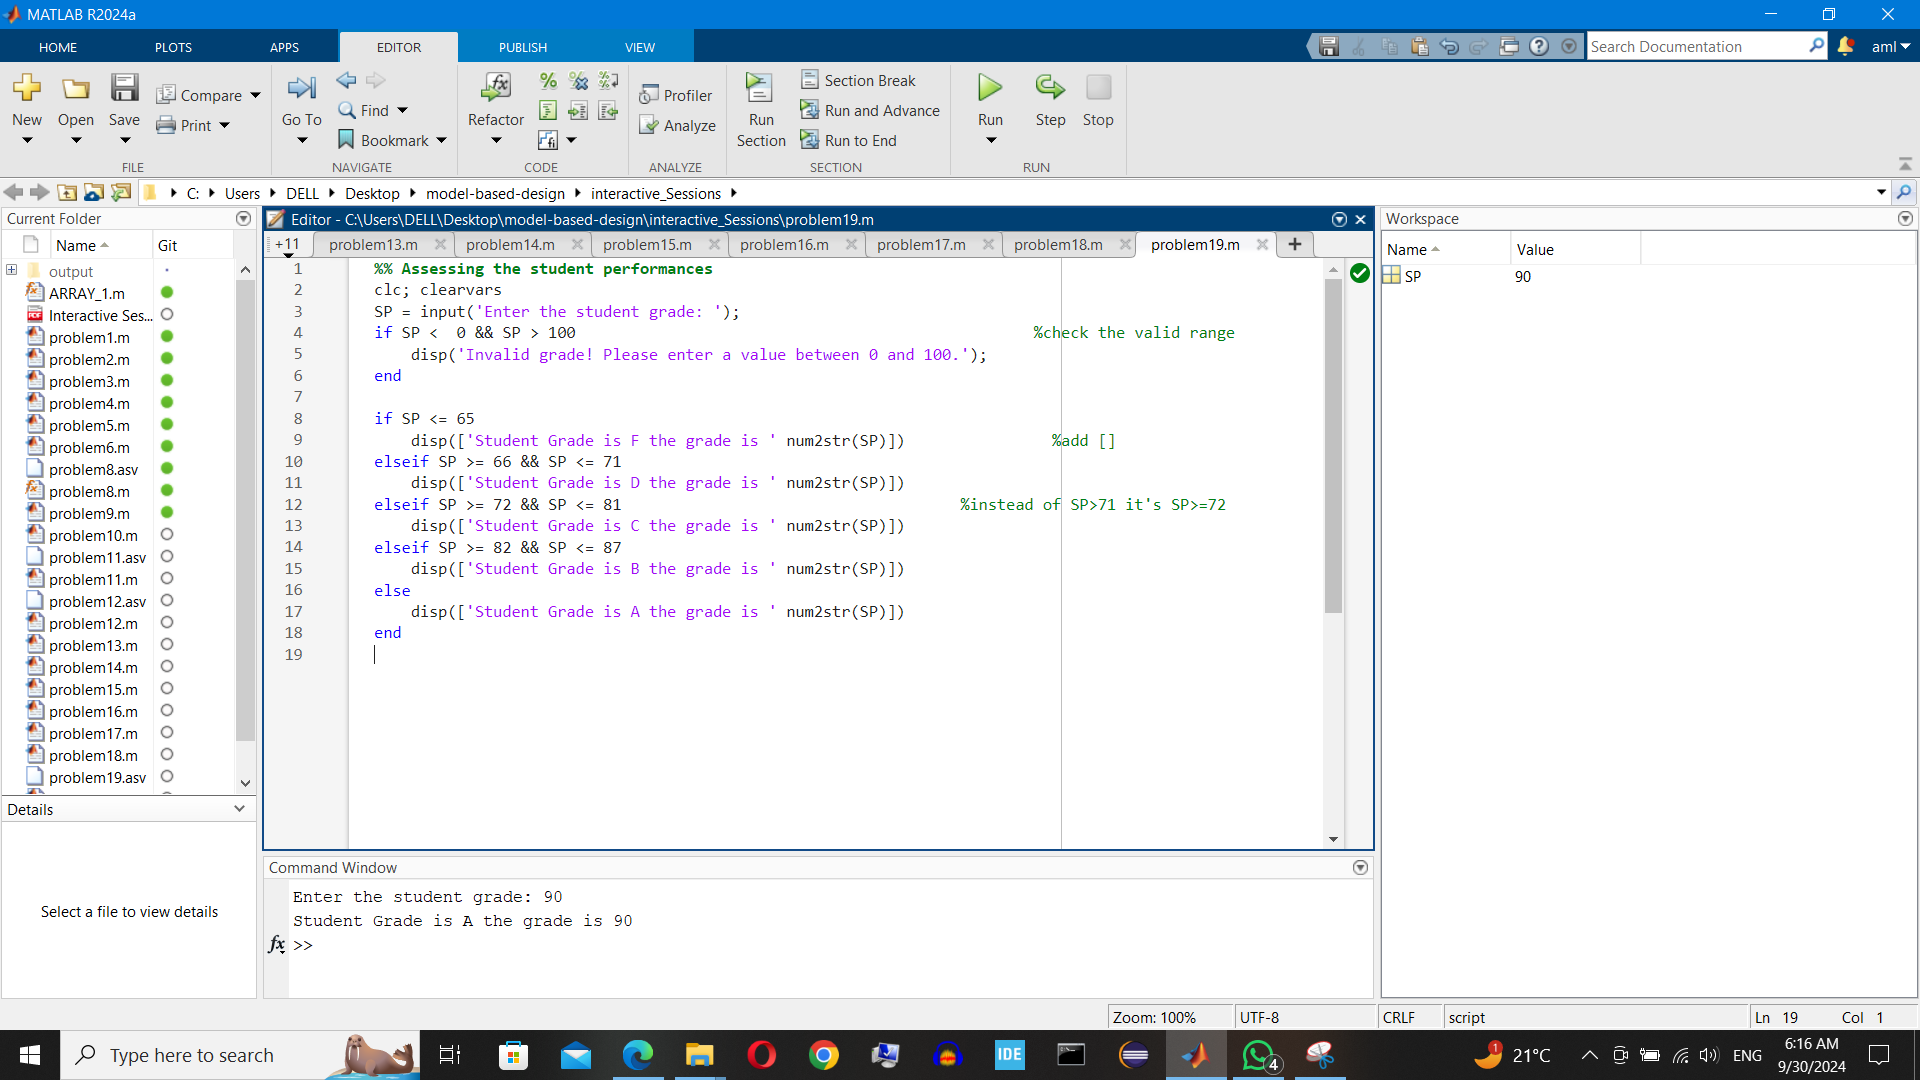 MATLAB R2024a
HOME PLOTS APPS EDITOR PUBLISH VIEW
Search Documentation
aml
New
Open
Save
Compare
Print
FILE
Go To
Find
Bookmark
NAVIGATE
Refactor
CODE
Profiler
Analyze
ANALYZE
Run
Section
Section Break
Run and Advance
Run to End
SECTION
Run
Step
Stop
RUN
C: Users DELL Desktop model-based-design interactive_Sessions
Current Folder
Name Git
output
ARRAY_1.m
Interactive Ses...
problem1.m
problem2.m
problem3.m
problem4.m
problem5.m
problem6.m
problem8.asv
problem8.m
problem9.m
problem10.m
problem11.asv
problem11.m
problem12.asv
problem12.m
problem13.m
problem14.m
problem15.m
problem16.m
problem17.m
problem18.m
problem19.asv
Details
Select a file to view details
Editor - C:\Users\DELL\Desktop\model-based-design\interactive_Sessions\problem19.m
+11 problem13.m problem14.m problem15.m problem16.m problem17.m problem18.m problem19.m
1 %% Assessing the student performances
2 clc; clearvars
3 SP = input('Enter the student grade: ');
4 if SP <  0 && SP > 100 %check the valid range
5 disp('Invalid grade! Please enter a value between 0 and 100.');
6 end
7
8 if SP <= 65
9 disp(['Student Grade is F the grade is ' num2str(SP)]) %add []
10 elseif SP >= 66 && SP <= 71
11 disp(['Student Grade is D the grade is ' num2str(SP)])
12 elseif SP >= 72 && SP <= 81 %instead of SP>71 it's SP>=72
13 disp(['Student Grade is C the grade is ' num2str(SP)])
14 elseif SP >= 82 && SP <= 87
15 disp(['Student Grade is B the grade is ' num2str(SP)])
16 else
17 disp(['Student Grade is A the grade is ' num2str(SP)])
18 end
19
Command Window
Enter the student grade: 90
Student Grade is A the grade is 90
fx >>
Workspace
Name Value
SP 90
Zoom: 100% UTF-8 CRLF script Ln 19 Col 1
Type here to search
IDE
4
1
21°C
ENG
6:16 AM
9/30/2024